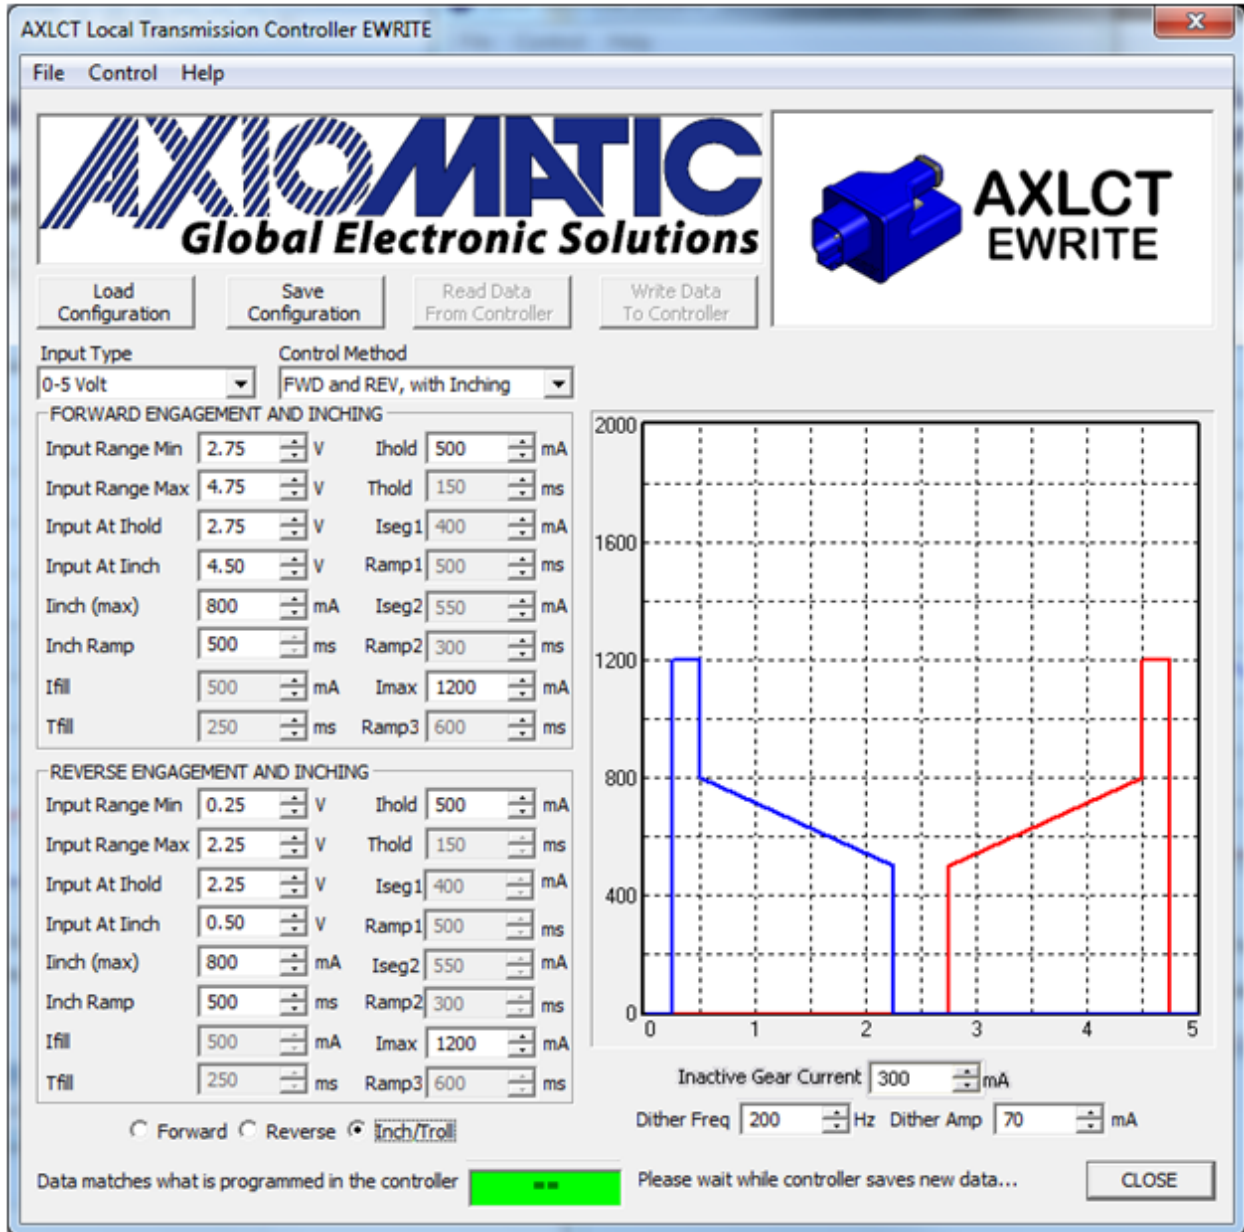 AXLCT Local Transmission Controller EWRITE
X
File Control Help
AXIOMATIC
Global Electronic Solutions
AXLCT
EWRITE
Load Configuration
Save Configuration
Read Data From Controller
Write Data To Controller
Input Type Control Method
0-5 Volt FWD and REV, with Inching
FORWARD ENGAGEMENT AND INCHING
Input Range Min 2.75 V Ihold 500 mA
Input Range Max 4.75 V Thold 150 ms
Input At Ihold 2.75 V Iseg1 400 mA
Input At Iinch 4.50 V Ramp1 500 ms
Iinch (max) 800 mA Iseg2 550 mA
Inch Ramp 500 ms Ramp2 300 ms
Ifill 500 mA Imax 1200 mA
Tfill 250 ms Ramp3 600 ms
REVERSE ENGAGEMENT AND INCHING
Input Range Min 0.25 V Ihold 500 mA
Input Range Max 2.25 V Thold 150 ms
Input At Ihold 2.25 V Iseg1 400 mA
Input At Iinch 0.50 V Ramp1 500 ms
Iinch (max) 800 mA Iseg2 550 mA
Inch Ramp 500 ms Ramp2 300 ms
Ifill 500 mA Imax 1200 mA
Tfill 250 ms Ramp3 600 ms
Forward Reverse Inch/Troll
2000
1600
1200
800
400
0
0 1 2 3 4 5
Inactive Gear Current 300 mA
Dither Freq 200 Hz Dither Amp 70 mA
Data matches what is programmed in the controller == Please wait while controller saves new data... CLOSE